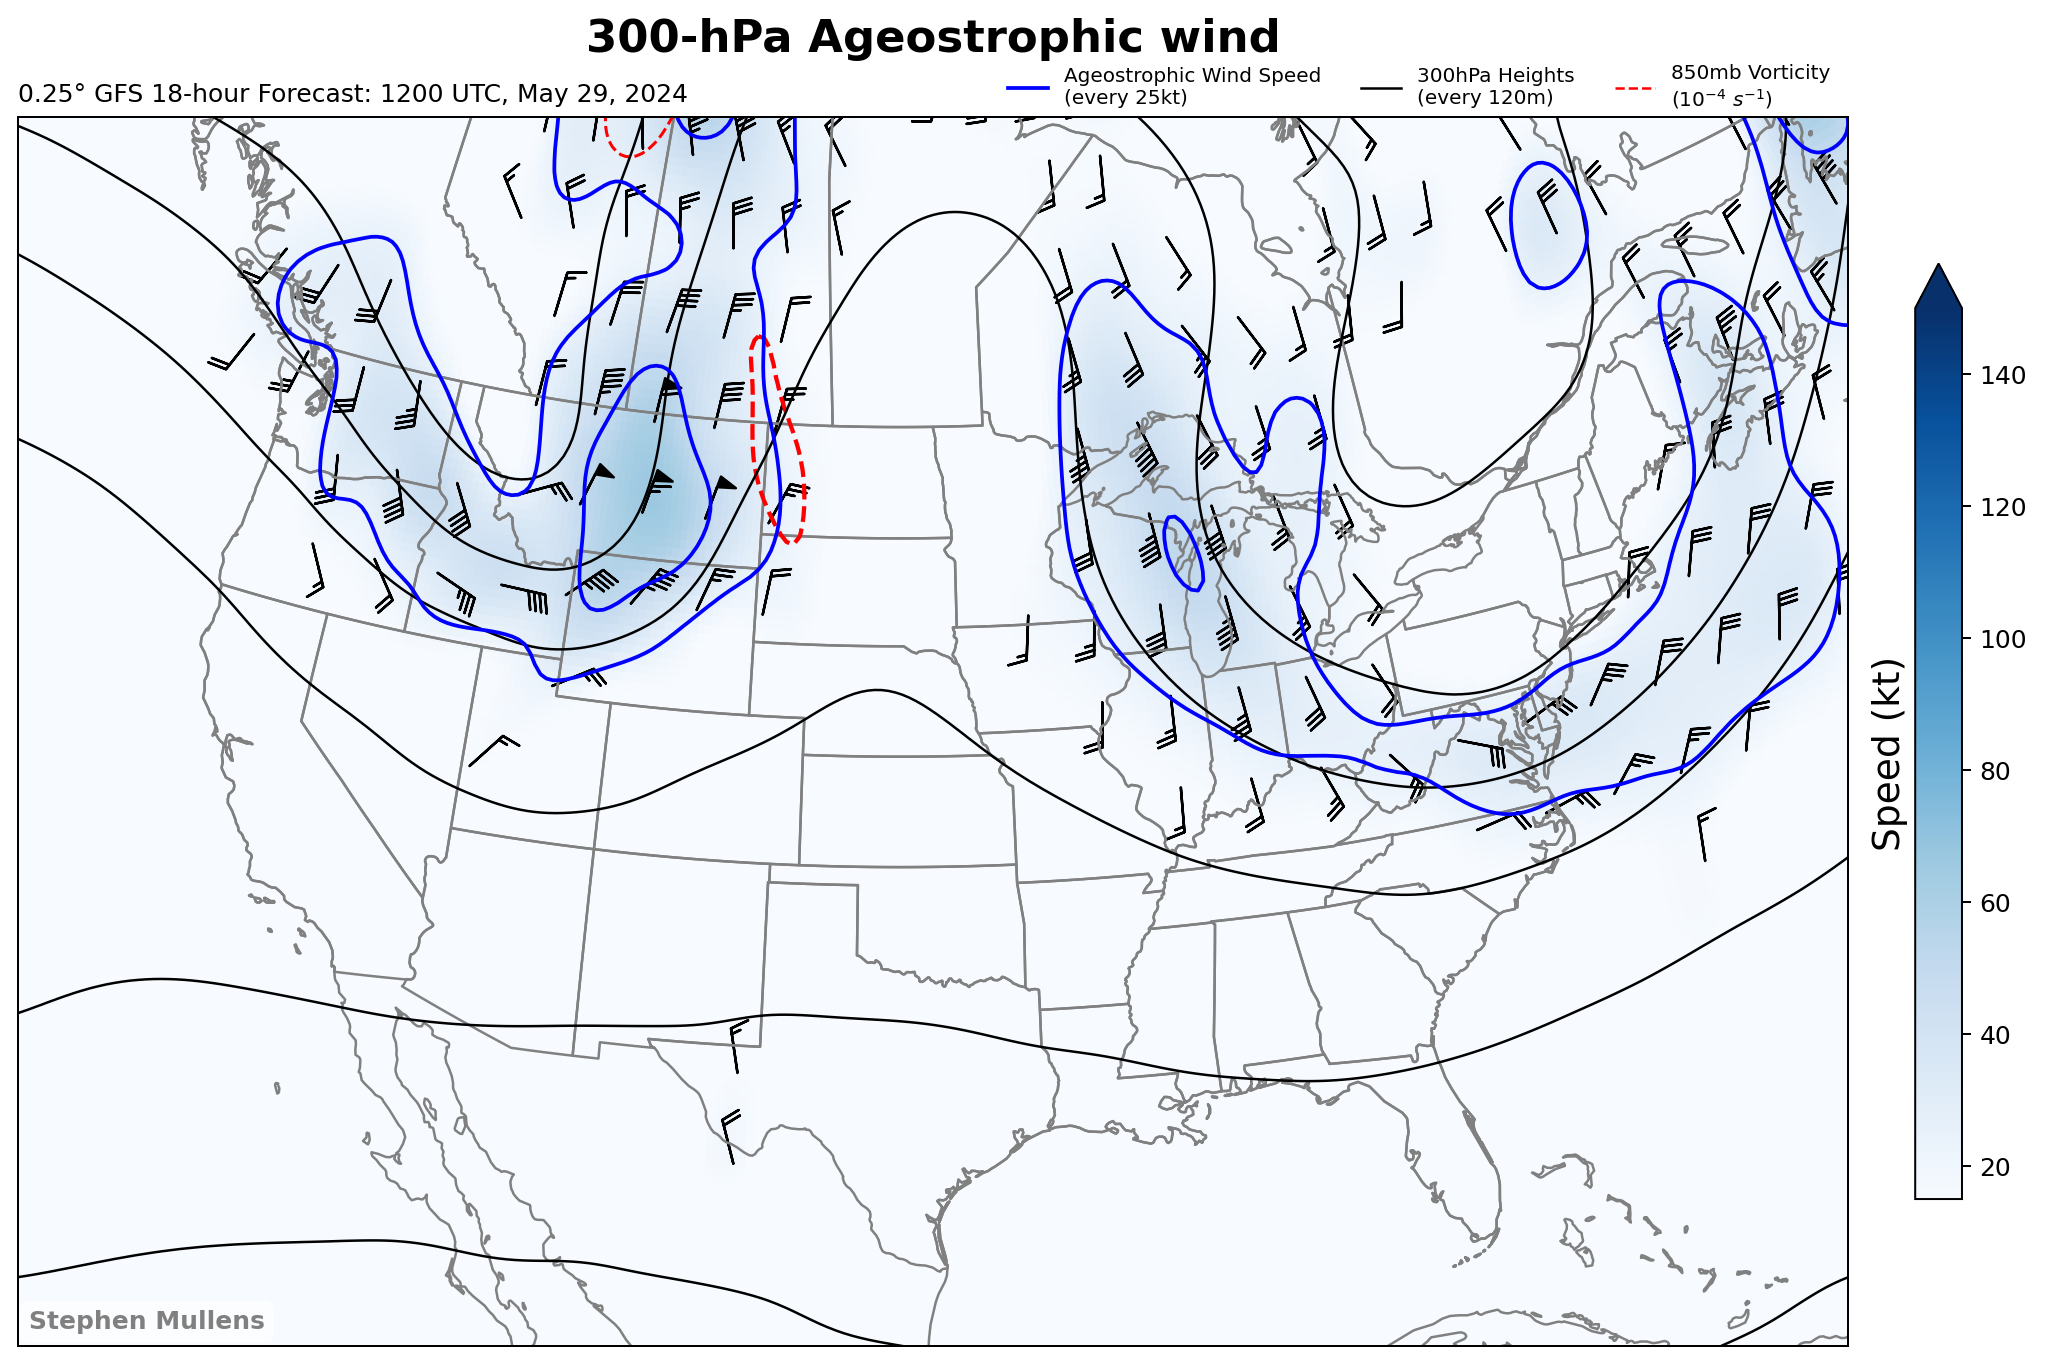 300-hPa Ageostrophic wind
0.25° GFS 18-hour Forecast: 1200 UTC, May 29, 2024
Ageostrophic Wind Speed
(every 25kt)
300hPa Heights
(every 120m)
850mb Vorticity
(10⁻⁴ s⁻¹)
140
120
100
80
60
40
20
Speed (kt)
Stephen Mullens